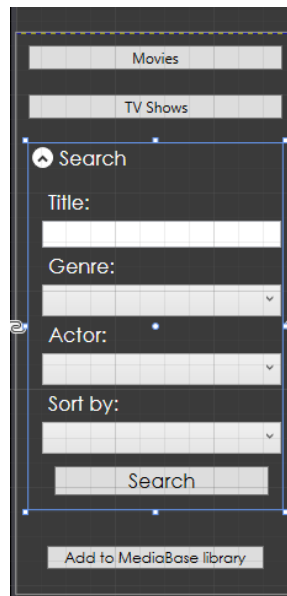 Movies
TV Shows
Search
Title:
Genre:
Actor:
Sort by:
Search
Add to MediaBase library